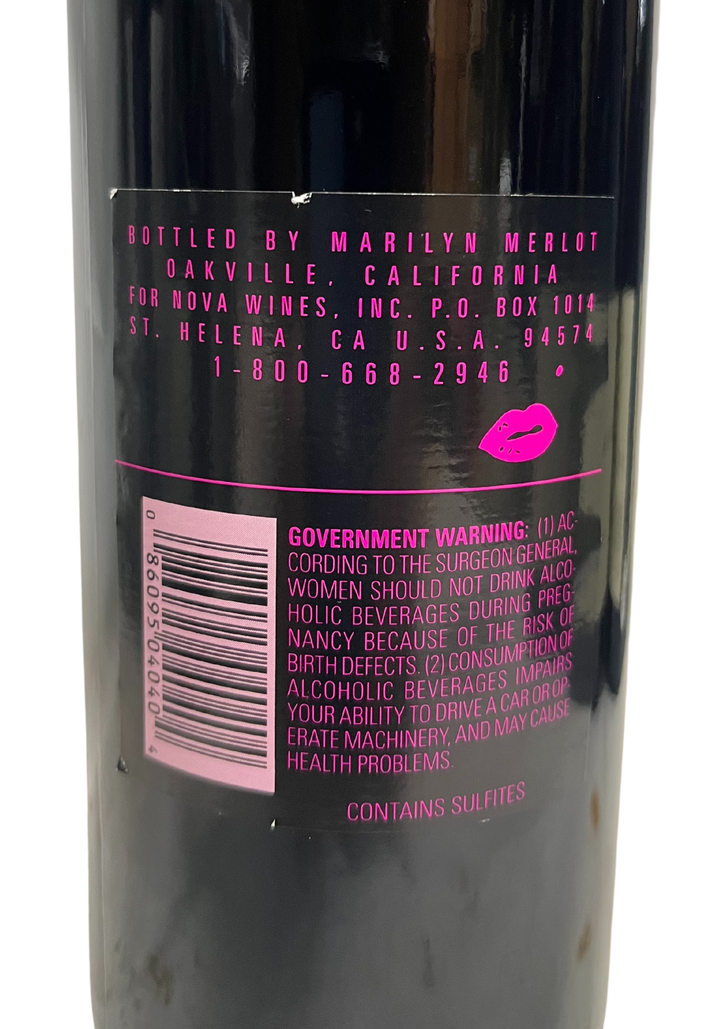 BOTTLED BY MARILYN MERLOT
OAKVILLE, CALIFORNIA
FOR NOVA WINES, INC. P.O. BOX 1014
ST. HELENA, CA U.S.A. 94574
1-800-668-2946
GOVERNMENT WARNING: (1) AC-
CORDING TO THE SURGEON GENERAL,
WOMEN SHOULD NOT DRINK ALCO-
HOLIC BEVERAGES DURING PREG-
NANCY BECAUSE OF THE RISK OF
BIRTH DEFECTS. (2) CONSUMPTION OF
ALCOHOLIC BEVERAGES IMPAIRS
YOUR ABILITY TO DRIVE A CAR OR OP-
ERATE MACHINERY, AND MAY CAUSE
HEALTH PROBLEMS.
CONTAINS SULFITES
0 86095 04040 4